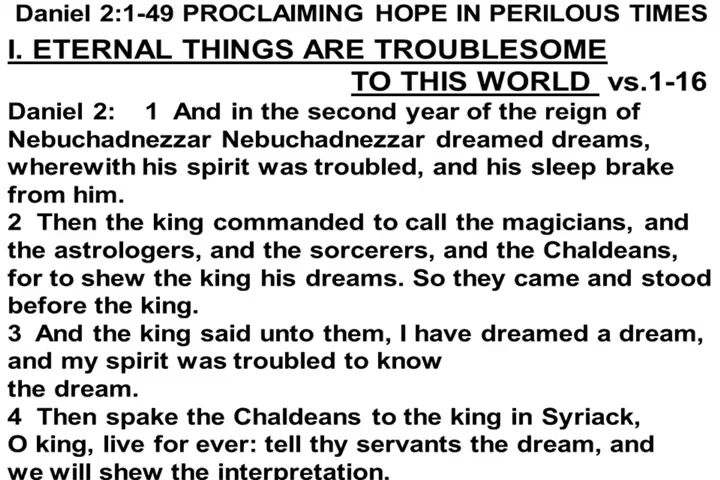 Daniel 2:1-49 PROCLAIMING HOPE IN PERILOUS TIMES
I. ETERNAL THINGS ARE TROUBLESOME
TO THIS WORLD vs.1-16
Daniel 2: 1 And in the second year of the reign of
Nebuchadnezzar Nebuchadnezzar dreamed dreams,
wherewith his spirit was troubled, and his sleep brake
from him.
2 Then the king commanded to call the magicians, and
the astrologers, and the sorcerers, and the Chaldeans,
for to shew the king his dreams. So they came and stood
before the king.
3 And the king said unto them, I have dreamed a dream,
and my spirit was troubled to know
the dream.
4 Then spake the Chaldeans to the king in Syriack,
O king, live for ever: tell thy servants the dream, and
we will shew the interpretation.